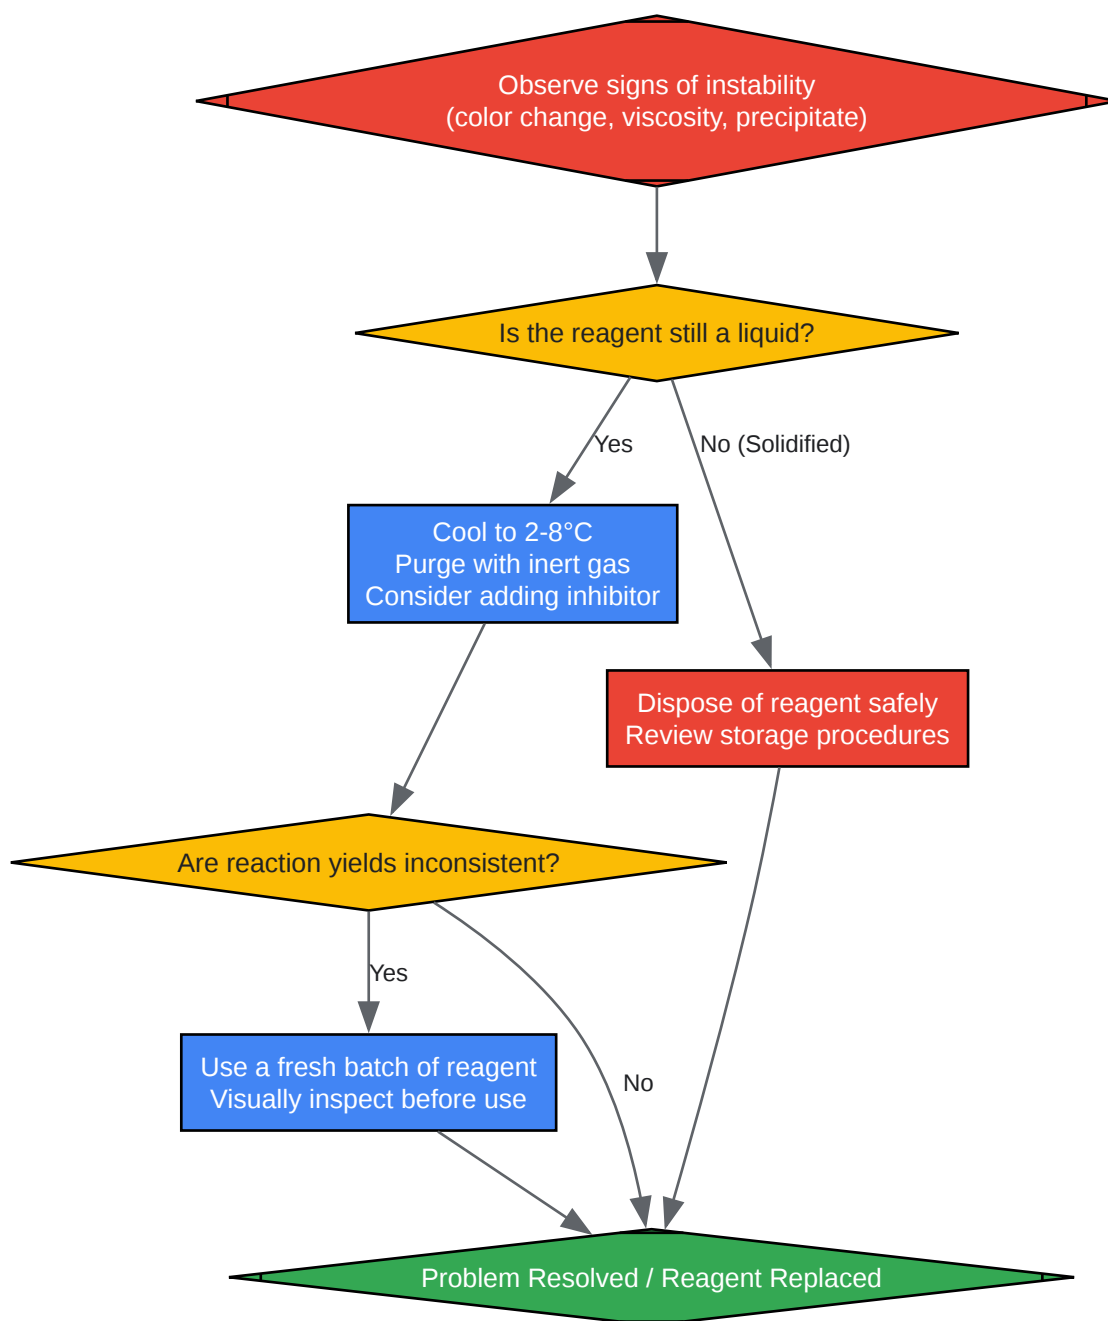 Observe signs of instability
(color change, viscosity, precipitate)
Is the reagent still a liquid?
Yes
No (Solidified)
Cool to 2-8°C
Purge with inert gas
Consider adding inhibitor
Dispose of reagent safely
Review storage procedures
Are reaction yields inconsistent?
Yes
Use a fresh batch of reagent
Visually inspect before use
No
Problem Resolved / Reagent Replaced